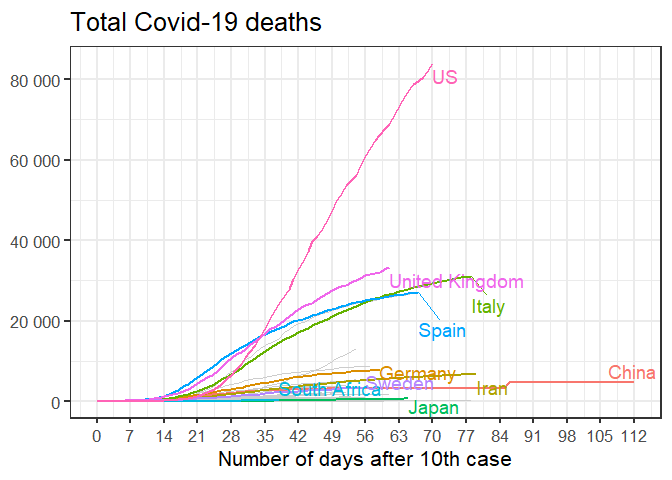 Total Covid-19 deaths
80 000
60 000
40 000
20 000
0
US
United Kingdom
Italy
Spain
China
Germany
Sweden
Iran
South Africa
Japan
0 7 14 21 28 35 42 49 56 63 70 77 84 91 98 105 112
Number of days after 10th case